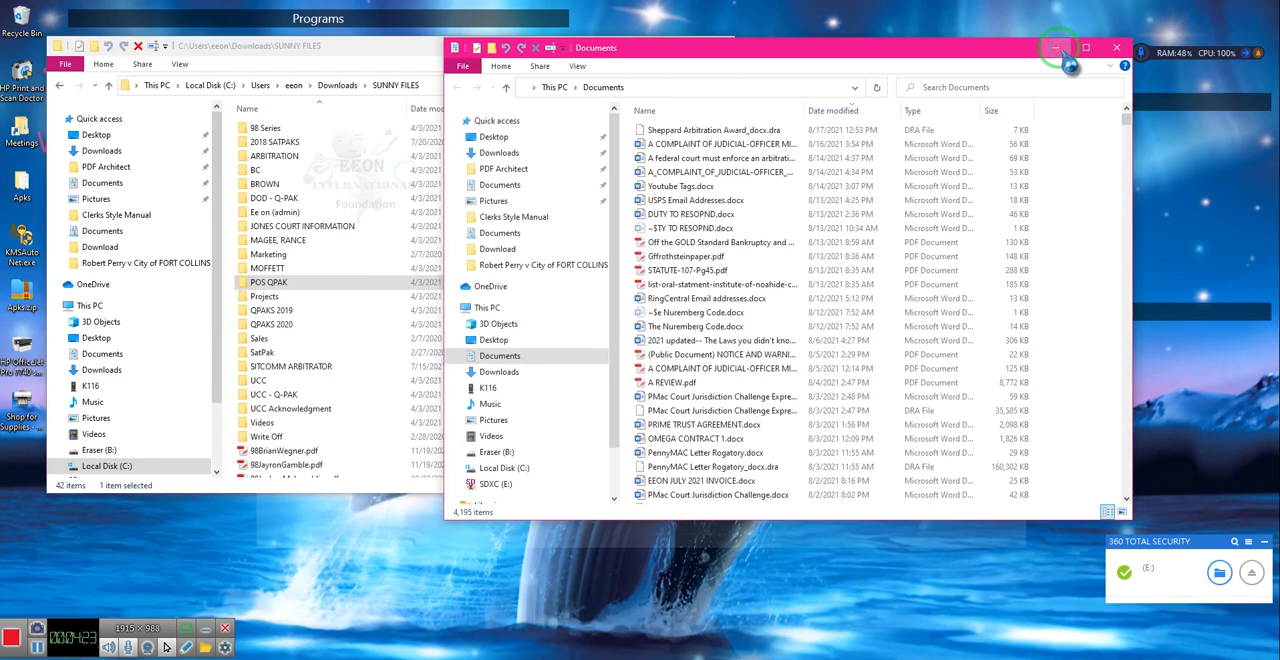 Programs
Recycle Bin
HP Print and
Scan Doctor
Meetings
Apks
KMSAuto
Net.exe
Apks.zip
HP OfficeJet
Pro 7740 s...
Shop for
Supplies - ...
C:\Users\eeon\Downloads\SUNNY FILES
File Home Share View
This PC > Local Disk (C:) > Users > eeon > Downloads > SUNNY FILES
Quick access
Desktop
Downloads
PDF Architect
Documents
Pictures
Clerks Style Manual
Documents
Download
Robert Perry v City of FORT COLLINS
OneDrive
This PC
3D Objects
Desktop
Documents
Downloads
K116
Music
Pictures
Videos
Eraser (B:)
Local Disk (C:)
42 items 1 item selected
Name Date mo
98 Series 4/3/2021
2018 SATPAKS 7/20/202
ARBITRATION 4/3/2021
BC 4/3/2021
BROWN 4/3/2021
DOD - Q-PAK 4/3/2021
Ee on (admin) 4/3/2021
JONES COURT INFORMATION 4/3/2021
MAGEE, RANCE 4/3/2021
Marketing 4/3/2021
MOFFETT 4/3/2021
POS QPAK 4/3/2021
Projects 4/3/2021
QPAKS 2019 4/3/2021
QPAKS 2020 4/3/2021
Sales 2/7/2020
SatPak 2/27/202
SITCOMM ARBITRATOR 7/15/202
UCC 4/3/2021
UCC - Q-PAK 4/3/2021
UCC Acknowledgment 4/3/2021
Videos 4/3/2021
Write Off 2/28/202
98BrianWegner.pdf 11/19/20
98JayronGamble.pdf 11/19/20
EEON
INTERNATIONAL
Foundation
Documents
File Home Share View
> This PC > Documents
Search Documents
Quick access
Desktop
Downloads
PDF Architect
Documents
Pictures
Clerks Style Manual
Documents
Download
Robert Perry v City of FORT COLLINS
OneDrive
This PC
3D Objects
Desktop
Documents
Downloads
K116
Music
Pictures
Videos
Eraser (B:)
Local Disk (C:)
SDXC (E:)
4,195 items
Name Date modified Type Size
Sheppard Arbitration Award_docx.dra 8/17/2021 12:53 PM DRA File 7 KB
A COMPLAINT OF JUDICIAL-OFFICER MI... 8/16/2021 3:54 PM Microsoft Word D... 56 KB
A federal court must enforce an arbitrati... 8/14/2021 4:37 PM Microsoft Word D... 69 KB
A_COMPLAINT_OF_JUDICIAL-OFFICER_... 8/14/2021 4:34 PM Microsoft Word D... 53 KB
Youtube Tags.docx 8/14/2021 3:07 PM Microsoft Word D... 13 KB
USPS Email Addresses.docx 8/13/2021 4:25 PM Microsoft Word D... 18 KB
DUTY TO RESOPND.docx 8/13/2021 2:36 PM Microsoft Word D... 46 KB
~$TY TO RESOPND.docx 8/13/2021 10:34 AM Microsoft Word D... 1 KB
Off the GOLD Standard Bankruptcy and ... 8/13/2021 8:59 AM PDF Document 130 KB
Gffrothsteinpaper.pdf 8/13/2021 8:36 AM PDF Document 148 KB
STATUTE-107-Pg45.pdf 8/13/2021 8:35 AM PDF Document 288 KB
list-oral-statment-institute-of-noahide-c... 8/13/2021 8:35 AM PDF Document 185 KB
RingCentral Email addresses.docx 8/12/2021 5:12 PM Microsoft Word D... 13 KB
~$e Nuremberg Code.docx 8/12/2021 7:52 AM Microsoft Word D... 1 KB
The Nuremberg Code.docx 8/12/2021 7:52 AM Microsoft Word D... 14 KB
2021 updated-- The Laws you didn't kno... 8/6/2021 4:27 PM Microsoft Word D... 306 KB
(Public Document) NOTICE AND WARNI... 8/5/2021 2:29 PM PDF Document 22 KB
A COMPLAINT OF JUDICIAL-OFFICER MI... 8/5/2021 12:14 PM PDF Document 125 KB
A REVIEW.pdf 8/4/2021 2:47 PM PDF Document 8,772 KB
PMac Court Jurisdiction Challenge Expre... 8/3/2021 2:48 PM Microsoft Word D... 59 KB
PMac Court Jurisdiction Challenge Expre... 8/3/2021 2:47 PM DRA File 35,585 KB
PRIME TRUST AGREEMENT.docx 8/3/2021 1:56 PM Microsoft Word D... 2,098 KB
OMEGA CONTRACT 1.docx 8/3/2021 12:09 PM Microsoft Word D... 1,826 KB
PennyMAC Letter Rogatory.docx 8/3/2021 11:55 AM Microsoft Word D... 29 KB
PennyMAC Letter Rogatory_docx.dra 8/3/2021 11:55 AM DRA File 160,302 KB
EEON JULY 2021 INVOICE.docx 8/2/2021 8:16 PM Microsoft Word D... 25 KB
PMac Court Jurisdiction Challenge.docx 8/2/2021 8:02 PM Microsoft Word D... 42 KB
RAM:48% CPU: 100%
360 TOTAL SECURITY
(E:)
1915 × 988
00:04:23